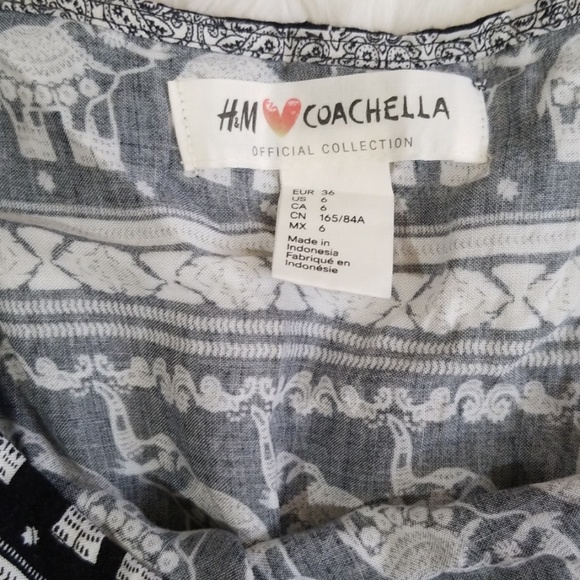 H&M COACHELLA
OFFICIAL COLLECTION
EUR 36
US 6
CA 6
CN 165/84A
MX 6
Made in
Indonesia
Fabriqué en
Indonésie